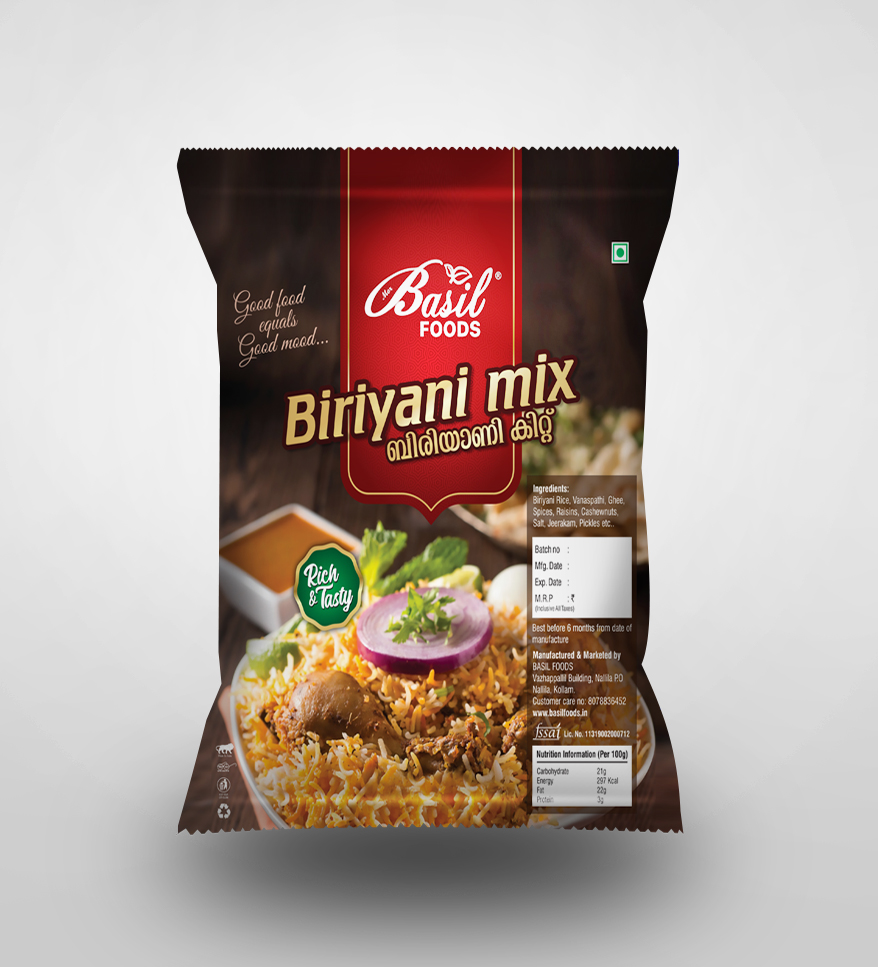 Good food
equals
Good mood...
Mor
Basil®
FOODS
Biriyani mix
ബിരിയാണി കിറ്റ്
Rich
& Tasty
Ingredients:
Biriyani Rice, Vanaspathi, Ghee,
Spices, Raisins, Cashewnuts,
Salt, Jeerakam, Pickles etc..
Batch no :
Mfg. Date :
Exp. Date :
M.R.P : ₹
(Inclusive All Taxes)
Best before 6 months from date of
manufacture
Manufactured & Marketed by
BASIL FOODS
Vazhappallil Building, Nallila P.O
Nallila, Kollam.
Customer care no: 8078836452
www.basilfoods.in
fssai Lic. No. 11319002000712
Nutrition Information (Per 100g)
Carbohydrate 21g
Energy 297 Kcal
Fat 22g
Protein 3g